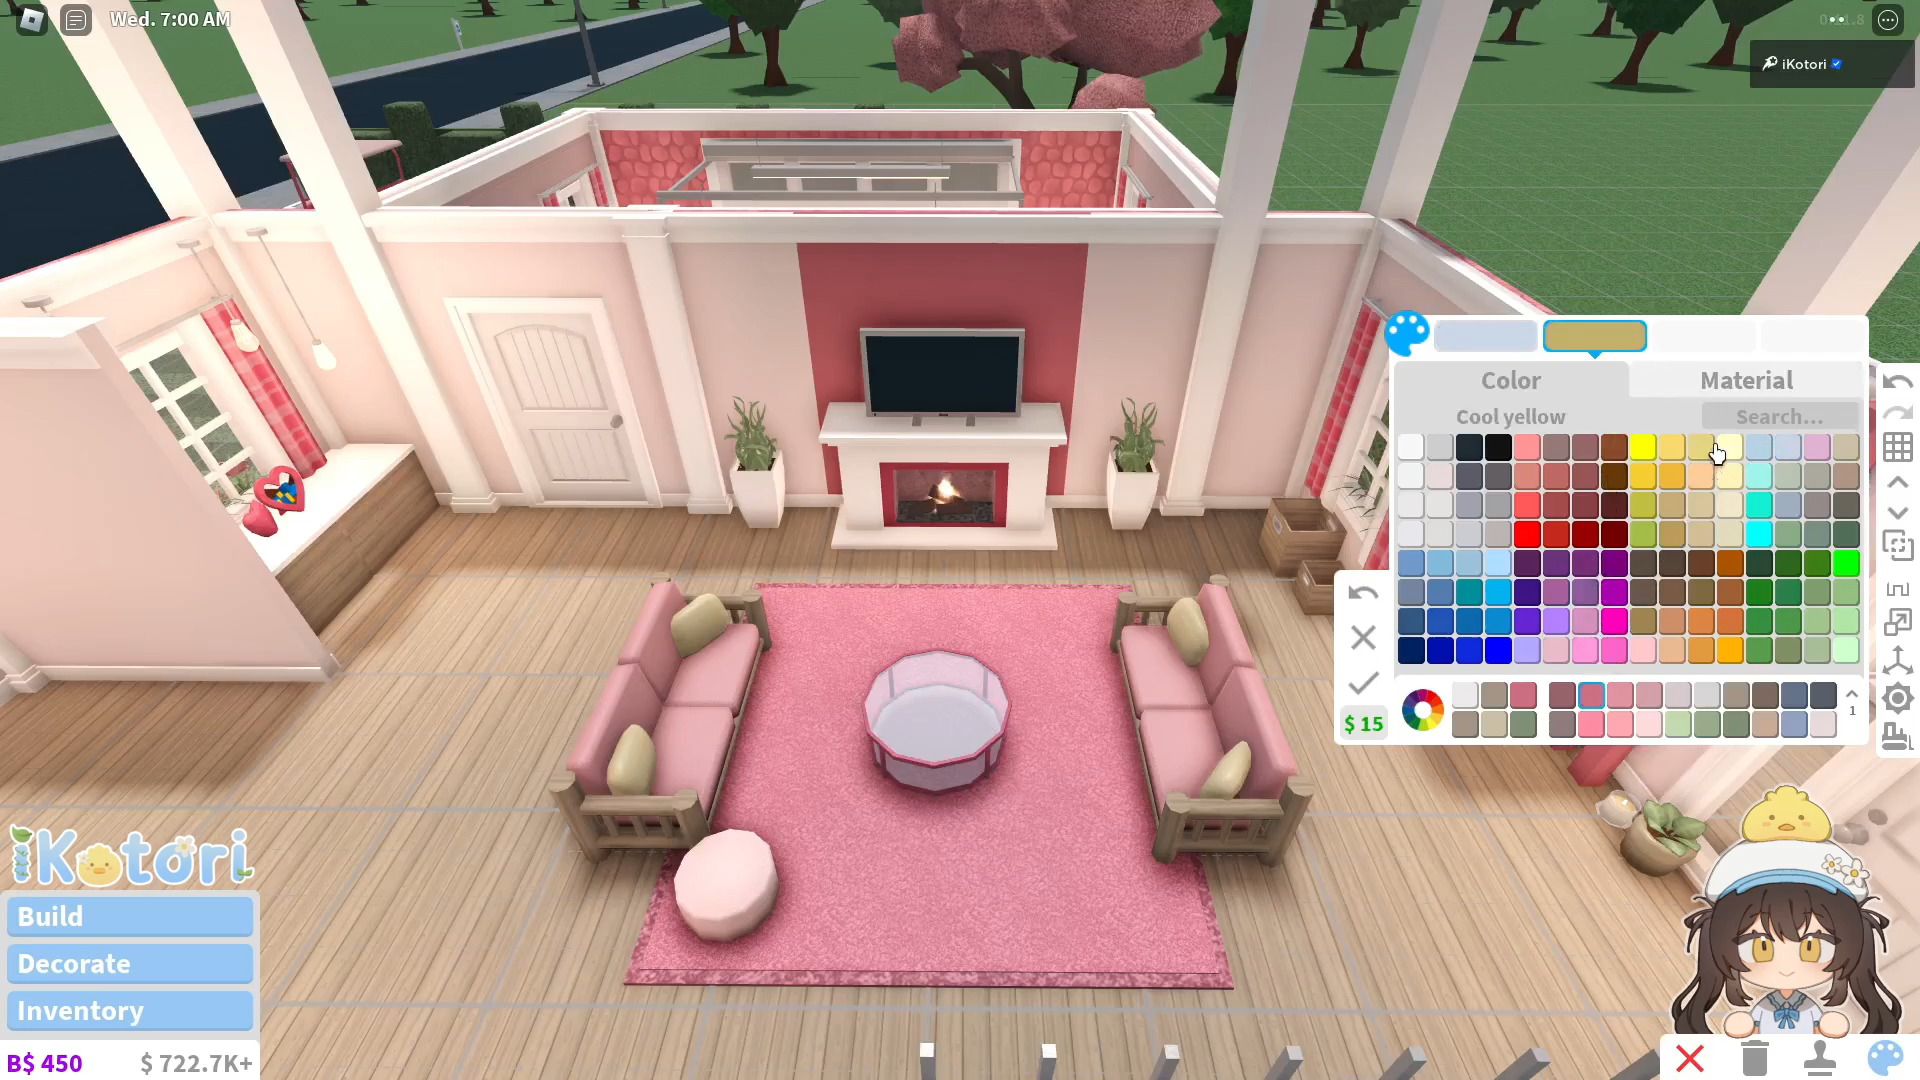 Wed. 7:00 AM
iKotori
Color
Material
Cool yellow
Search...
1
$ 15
iKotori
Build
Decorate
Inventory
B$ 450
$ 722.7K+